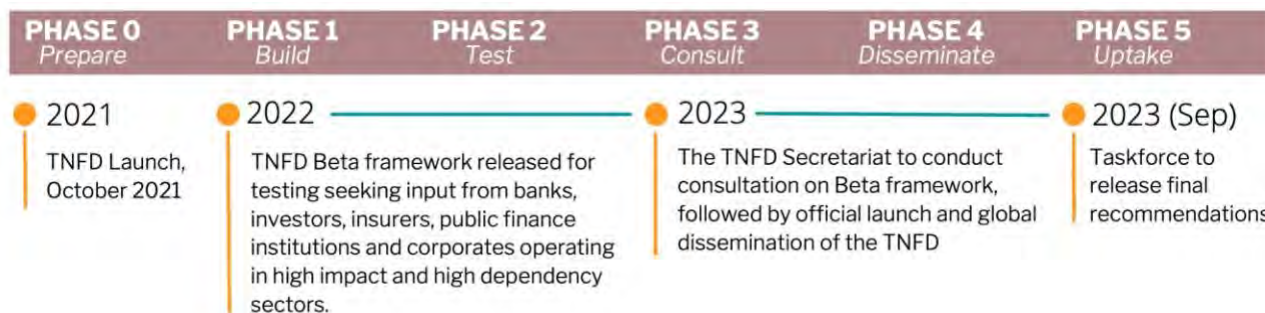 PHASE 0
Prepare
PHASE 1
Build
PHASE 2
Test
PHASE 3
Consult
PHASE 4
Disseminate
PHASE 5
Uptake
2021
TNFD Launch,
October 2021
2022
TNFD Beta framework released for
testing seeking input from banks,
investors, insurers, public finance
institutions and corporates operating
in high impact and high dependency
sectors.
2023
The TNFD Secretariat to conduct
consultation on Beta framework,
followed by official launch and global
dissemination of the TNFD
2023 (Sep)
Taskforce to
release final
recommendations